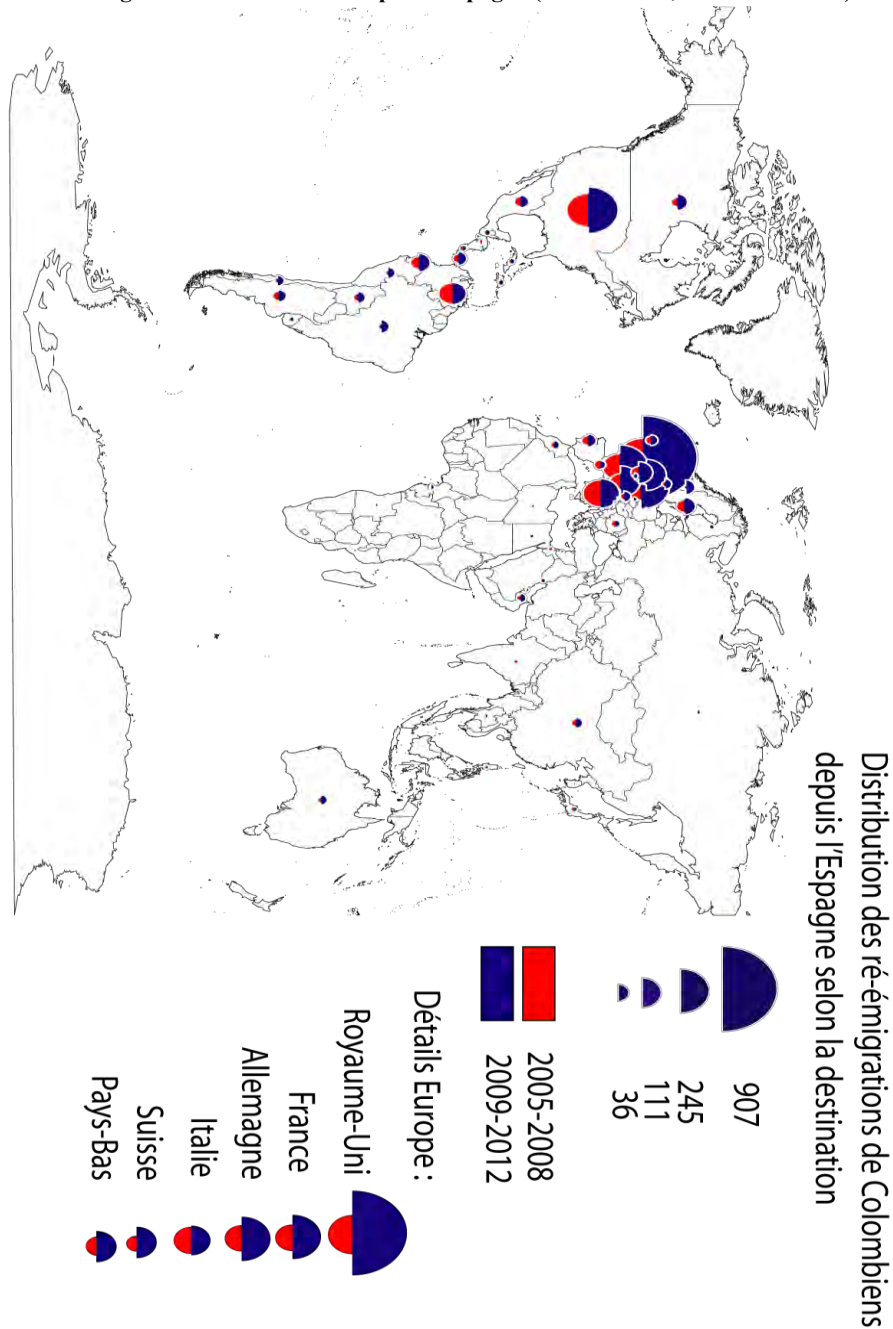 Distribution des ré-émigrations de Colombiens
depuis l'Espagne selon la destination
907
245
111
36
2005-2008
2009-2012
Détails Europe :
Royaume-Uni
France
Allemagne
Italie
Suisse
Pays-Bas